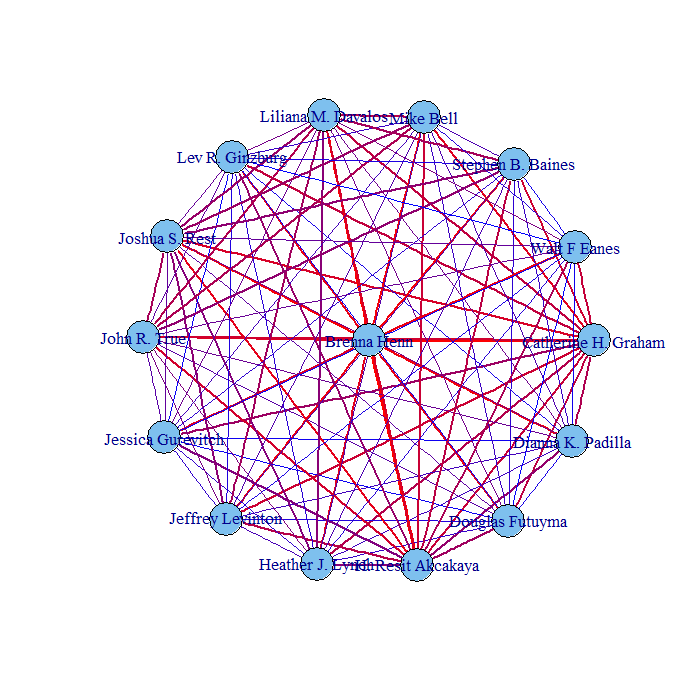 Liliana M. Davalos
Mike Bell
Lev R. Ginzburg
Stephen B. Baines
Joshua S. Rest
Walt F Eanes
John R. True
Brenna Henn
Catherine H. Graham
Jessica Gurevitch
Dianna K. Padilla
Jeffrey Levinton
Douglas Futuyma
Heather J. Lynch
H. Resit Akcakaya